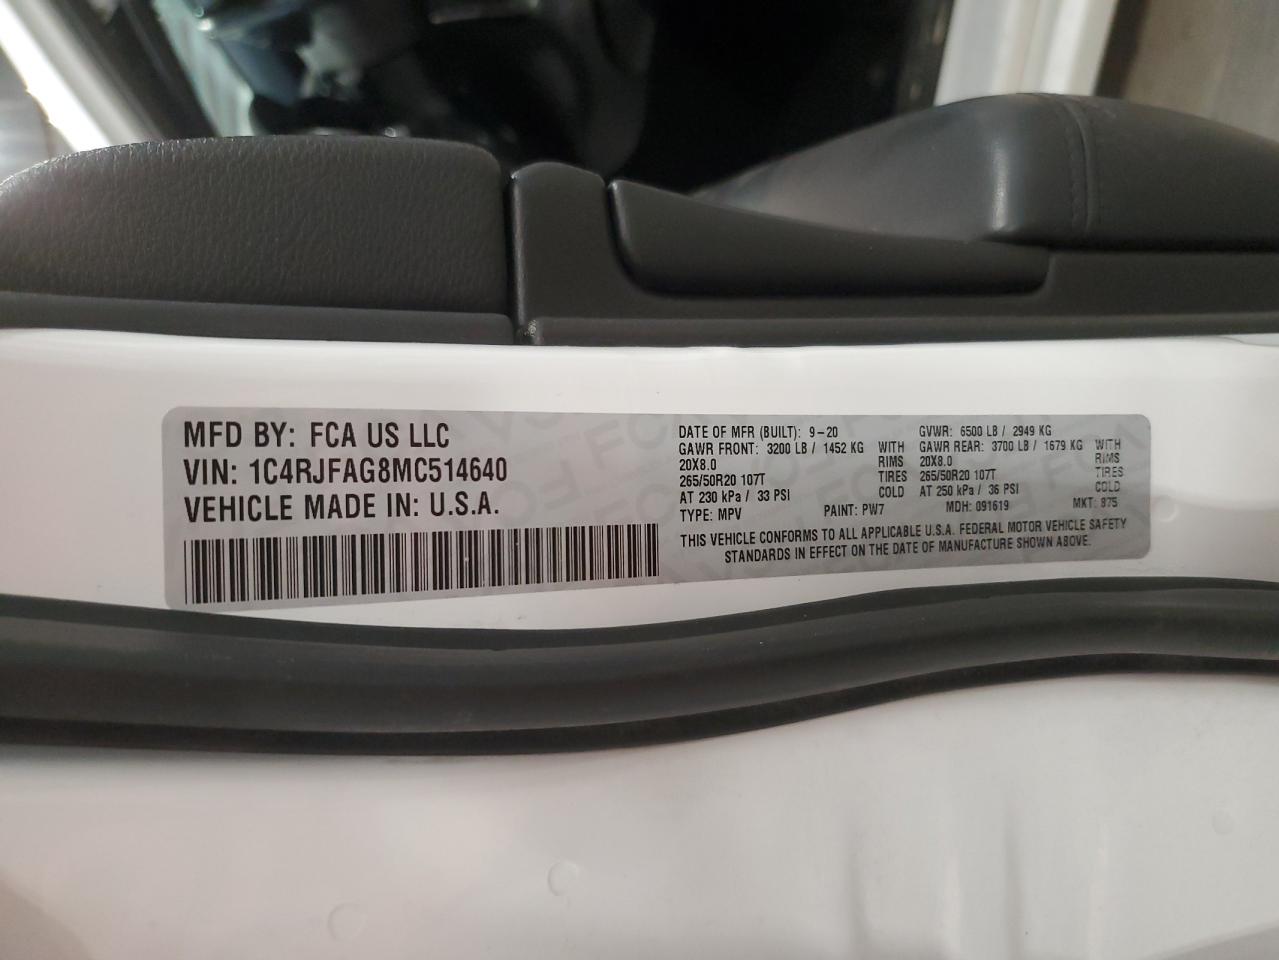 MFD BY: FCA US LLC
VIN: 1C4RJFAG8MC514640
VEHICLE MADE IN: U.S.A.
DATE OF MFR (BUILT): 9-20 GVWR: 6500 LB / 2949 KG
GAWR FRONT: 3200 LB / 1452 KG WITH GAWR REAR: 3700 LB / 1679 KG WITH
20X8.0 RIMS 20X8.0 RIMS
265/50R20 107T TIRES 265/50R20 107T TIRES
AT 230 kPa / 33 PSI COLD AT 250 kPa / 36 PSI COLD
TYPE: MPV PAINT: PW7 MDH: 091619 MKT: 875
THIS VEHICLE CONFORMS TO ALL APPLICABLE U.S.A. FEDERAL MOTOR VEHICLE SAFETY
STANDARDS IN EFFECT ON THE DATE OF MANUFACTURE SHOWN ABOVE.